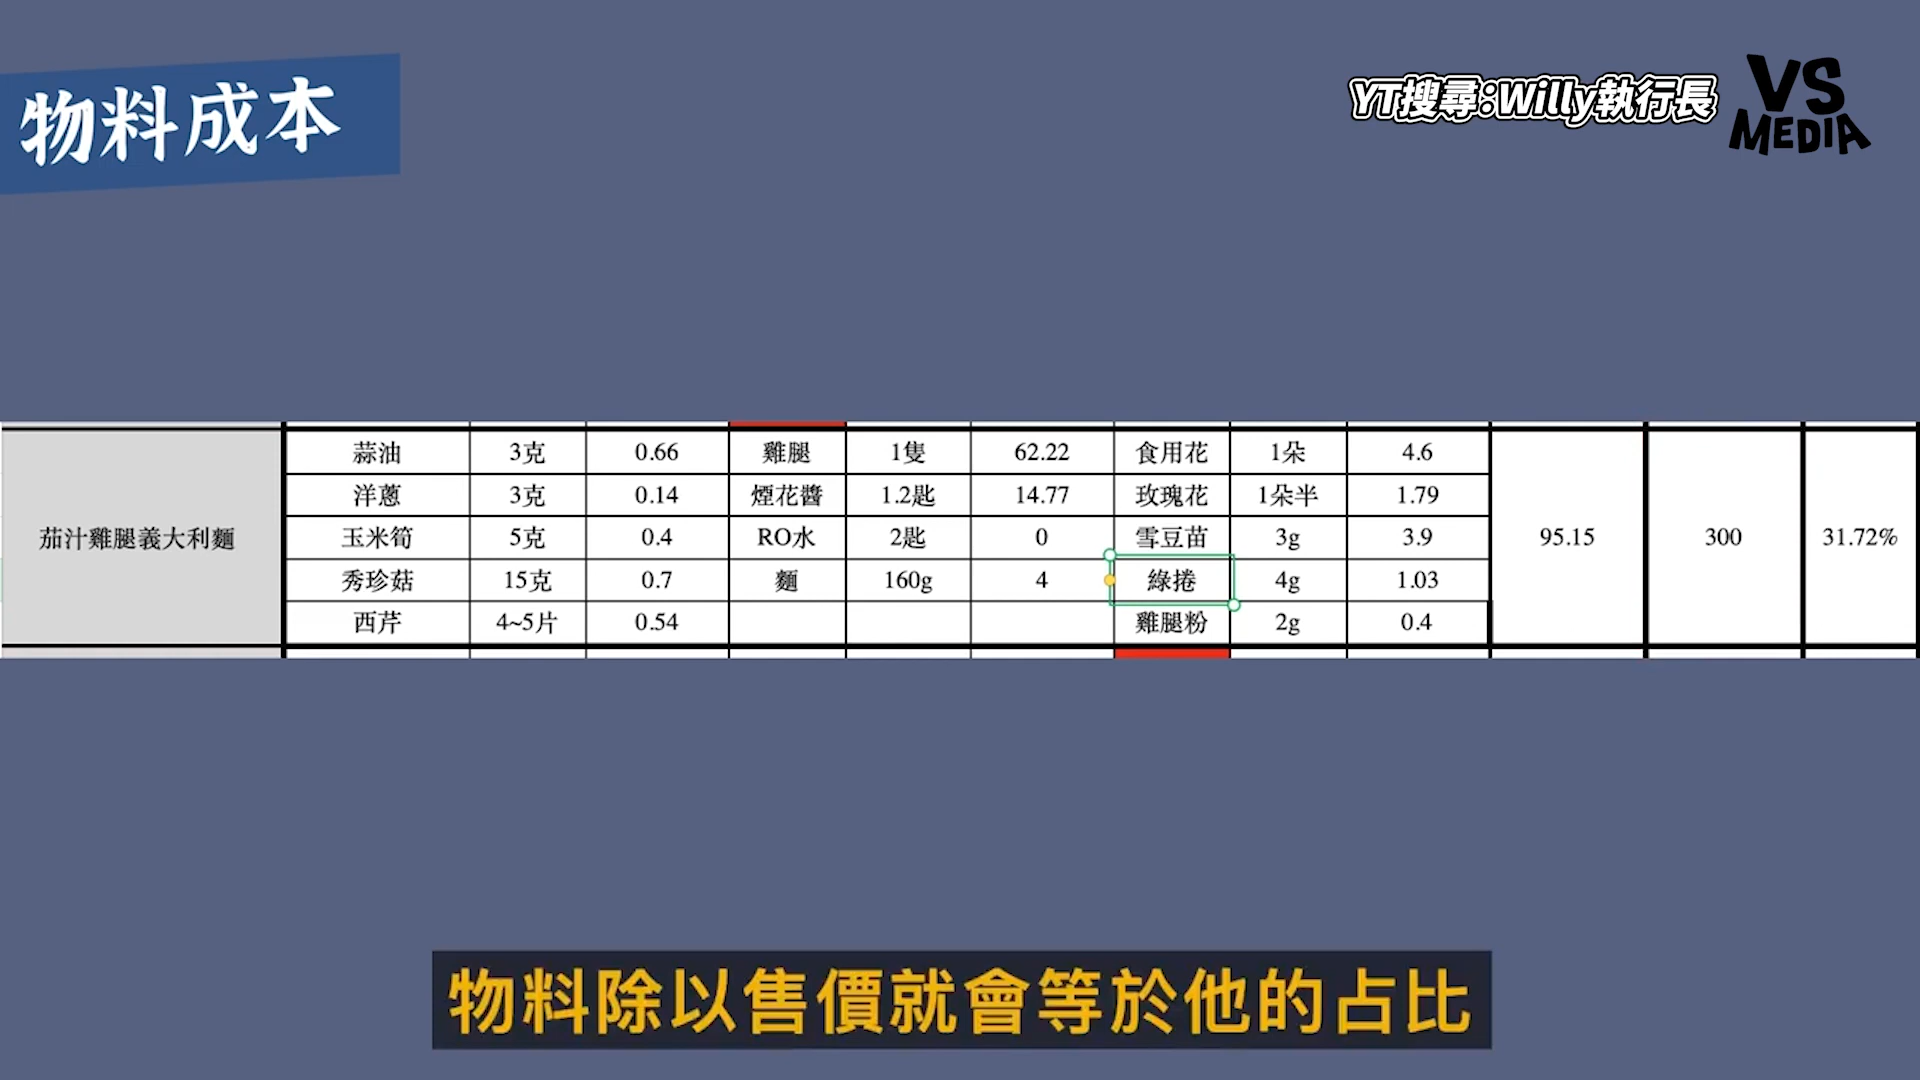 物料成本
YT搜尋:Willy執行長
VS
MEDIA
茄汁雞腿義大利麵
蒜油 3克 0.66 雞腿 1隻 62.22 食用花 1朵 4.6
洋蔥 3克 0.14 煙花醬 1.2匙 14.77 玫瑰花 1朵半 1.79
玉米筍 5克 0.4 RO水 2匙 0 雪豆苗 3g 3.9 95.15 300 31.72%
秀珍菇 15克 0.7 麵 160g 4 綠捲 4g 1.03
西芹 4~5片 0.54 雞腿粉 2g 0.4
物料除以售價就會等於他的占比